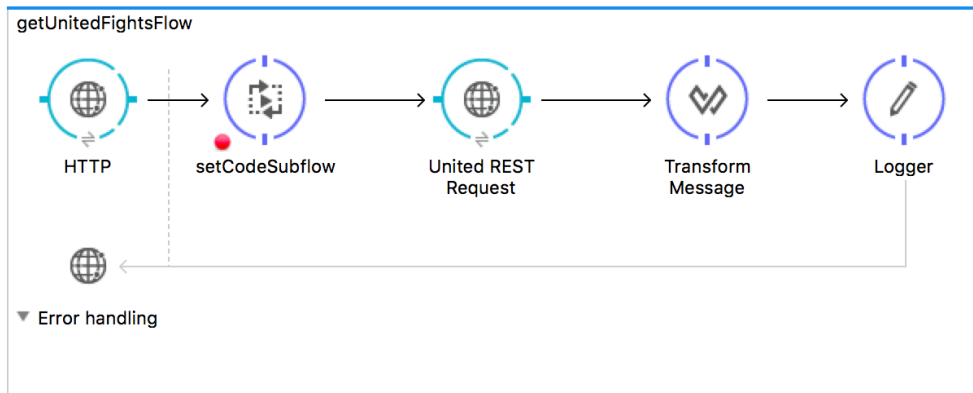 getUnitedFightsFlow
HTTP
setCodeSubflow
United REST
Request
Transform
Message
Logger
Error handling